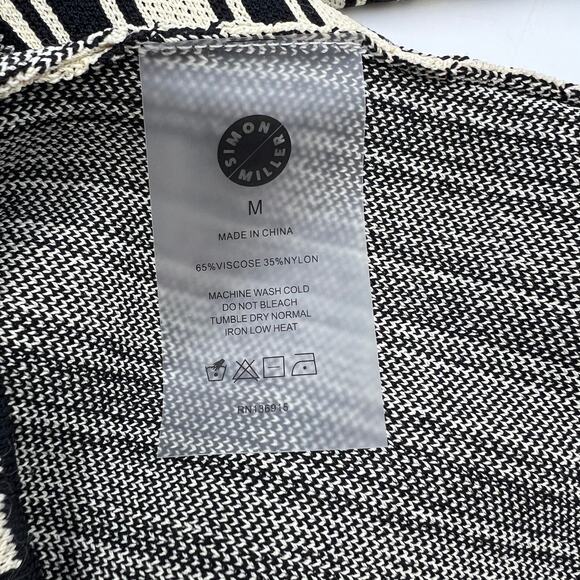 SIMON
MILLER
M
MADE IN CHINA
65%VISCOSE 35%NYLON
MACHINE WASH COLD
DO NOT BLEACH
TUMBLE DRY NORMAL
IRON LOW HEAT
RN136915